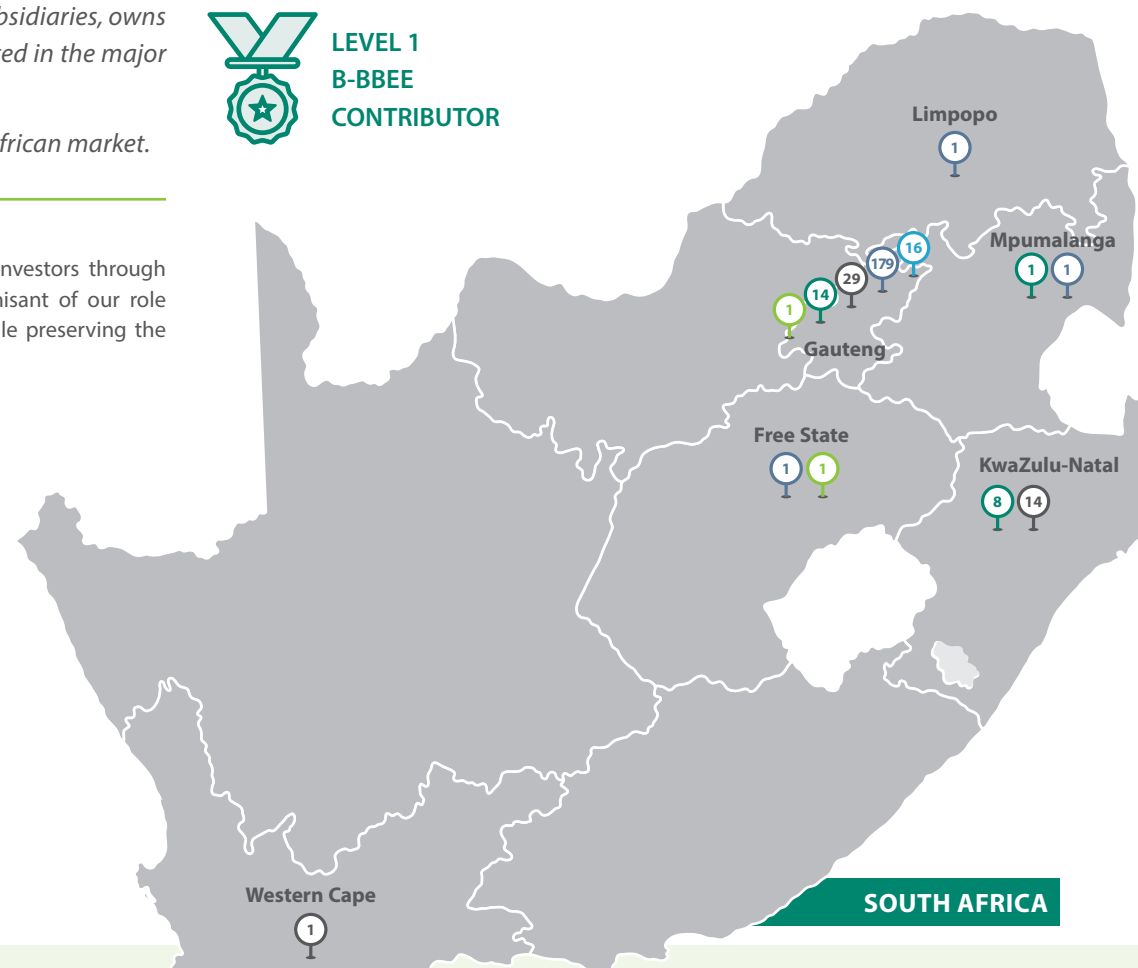 bsidiaries, owns
ed in the major
frican market.
nvestors through
nisant of our role
le preserving the
LEVEL 1
B-BBEE
CONTRIBUTOR
Limpopo
1
Mpumalanga
1 1
16
179
29
14
1
Gauteng
Free State
1 1
KwaZulu-Natal
8 14
Western Cape
1
SOUTH AFRICA